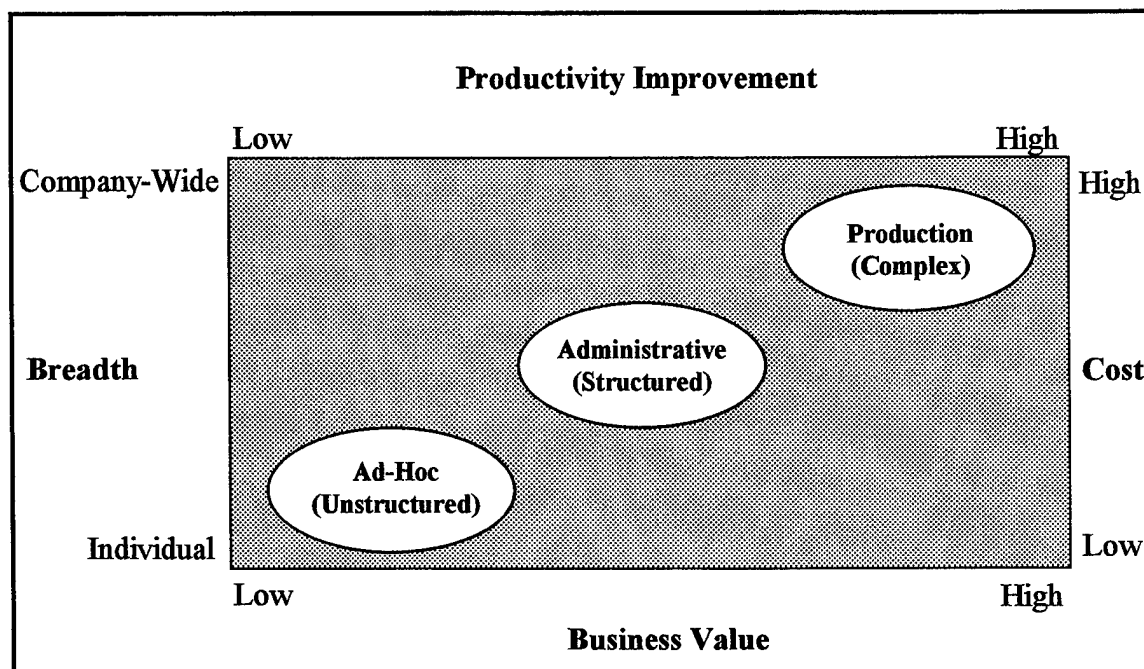 Productivity Improvement
Low High
Company-Wide High
Production
(Complex)
Administrative
(Structured)
Breadth Cost
Ad-Hoc
(Unstructured)
Individual Low
Low High
Business Value